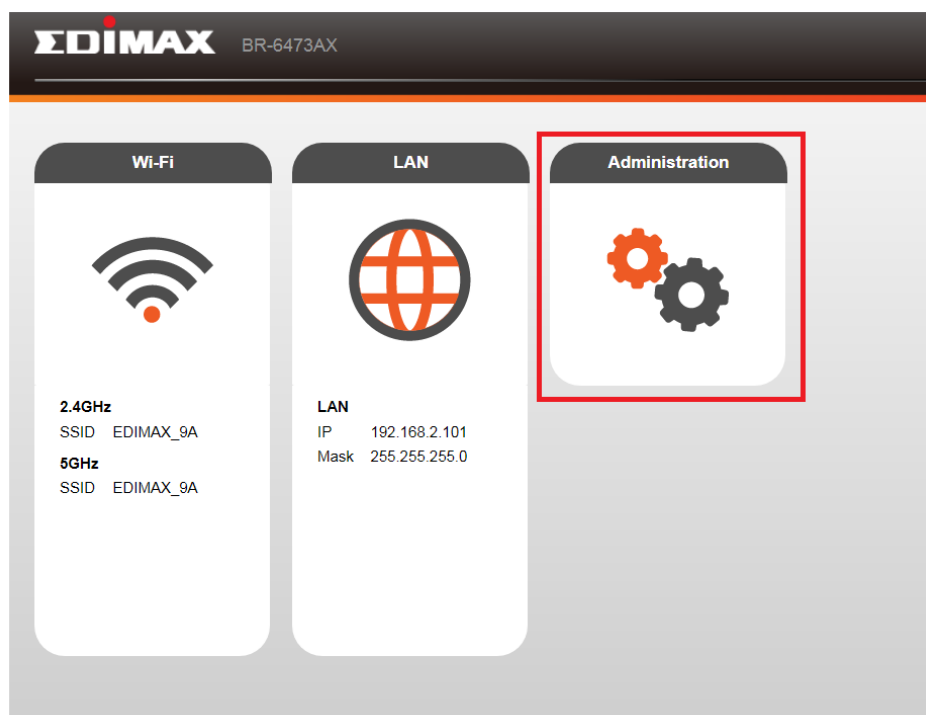 EDIMAX BR-6473AX
Wi-Fi
2.4GHz
SSID EDIMAX_9A
5GHz
SSID EDIMAX_9A
LAN
LAN
IP 192.168.2.101
Mask 255.255.255.0
Administration